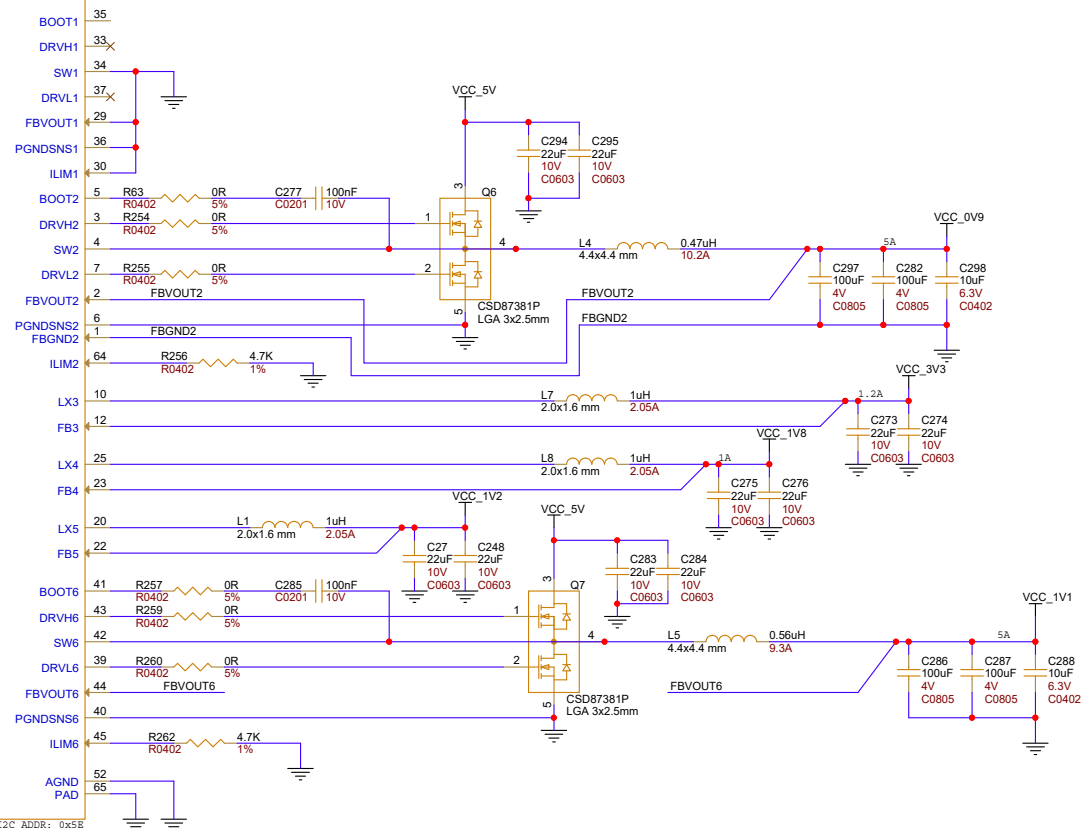 BOOT1 35
DRVH1 33
SW1 34
DRVL1 37
FBVOUT1 29
PGNDSNS1 36
ILIM1 30
VCC_5V
C294 C295
22uF 22uF
10V 10V
C0603 C0603
BOOT2 5 R63 0R C277 100nF
R0402 5% C0201 10V
3 Q6
DRVH2 3 R254 0R 1
R0402 5%
VCC_0V9
SW2 4 4 L4 0.47uH 5A
4.4x4.4 mm 10.2A
DRVL2 7 R255 0R 2
R0402 5%
C297 C282 C298
100uF 100uF 10uF
4V 4V 6.3V
C0805 C0805 C0402
FBVOUT2 2 FBVOUT2 FBVOUT2
5 CSD87381P
LGA 3x2.5mm
PGNDSNS2 6
FBGND2 1 FBGND2 FBGND2
ILIM2 64 R256 4.7K
R0402 1%
VCC_3V3
LX3 10 L7 1uH 1.2A
2.0x1.6 mm 2.05A
FB3 12
C273 C274
22uF 22uF
10V 10V
C0603 C0603
VCC_1V8
LX4 25 L8 1uH 1A
2.0x1.6 mm 2.05A
FB4 23
C275 C276
22uF 22uF
10V 10V
C0603 C0603
VCC_1V2
LX5 20 L1 1uH
2.0x1.6 mm 2.05A
FB5 22
C27 C248
22uF 22uF
10V 10V
C0603 C0603
VCC_5V
C283 C284
22uF 22uF
10V 10V
C0603 C0603
BOOT6 41 R257 0R C285 100nF
R0402 5% C0201 10V
3 Q7
DRVH6 43 R259 0R 1
R0402 5%
VCC_1V1
SW6 42 4 L5 0.56uH 5A
4.4x4.4 mm 9.3A
DRVL6 39 R260 0R 2
R0402 5%
C286 C287 C288
100uF 100uF 10uF
4V 4V 6.3V
C0805 C0805 C0402
FBVOUT6 44 FBVOUT6 FBVOUT6
5 CSD87381P
LGA 3x2.5mm
PGNDSNS6 40
ILIM6 45 R262 4.7K
R0402 1%
AGND 52
PAD 65
ADDR: 0x5E